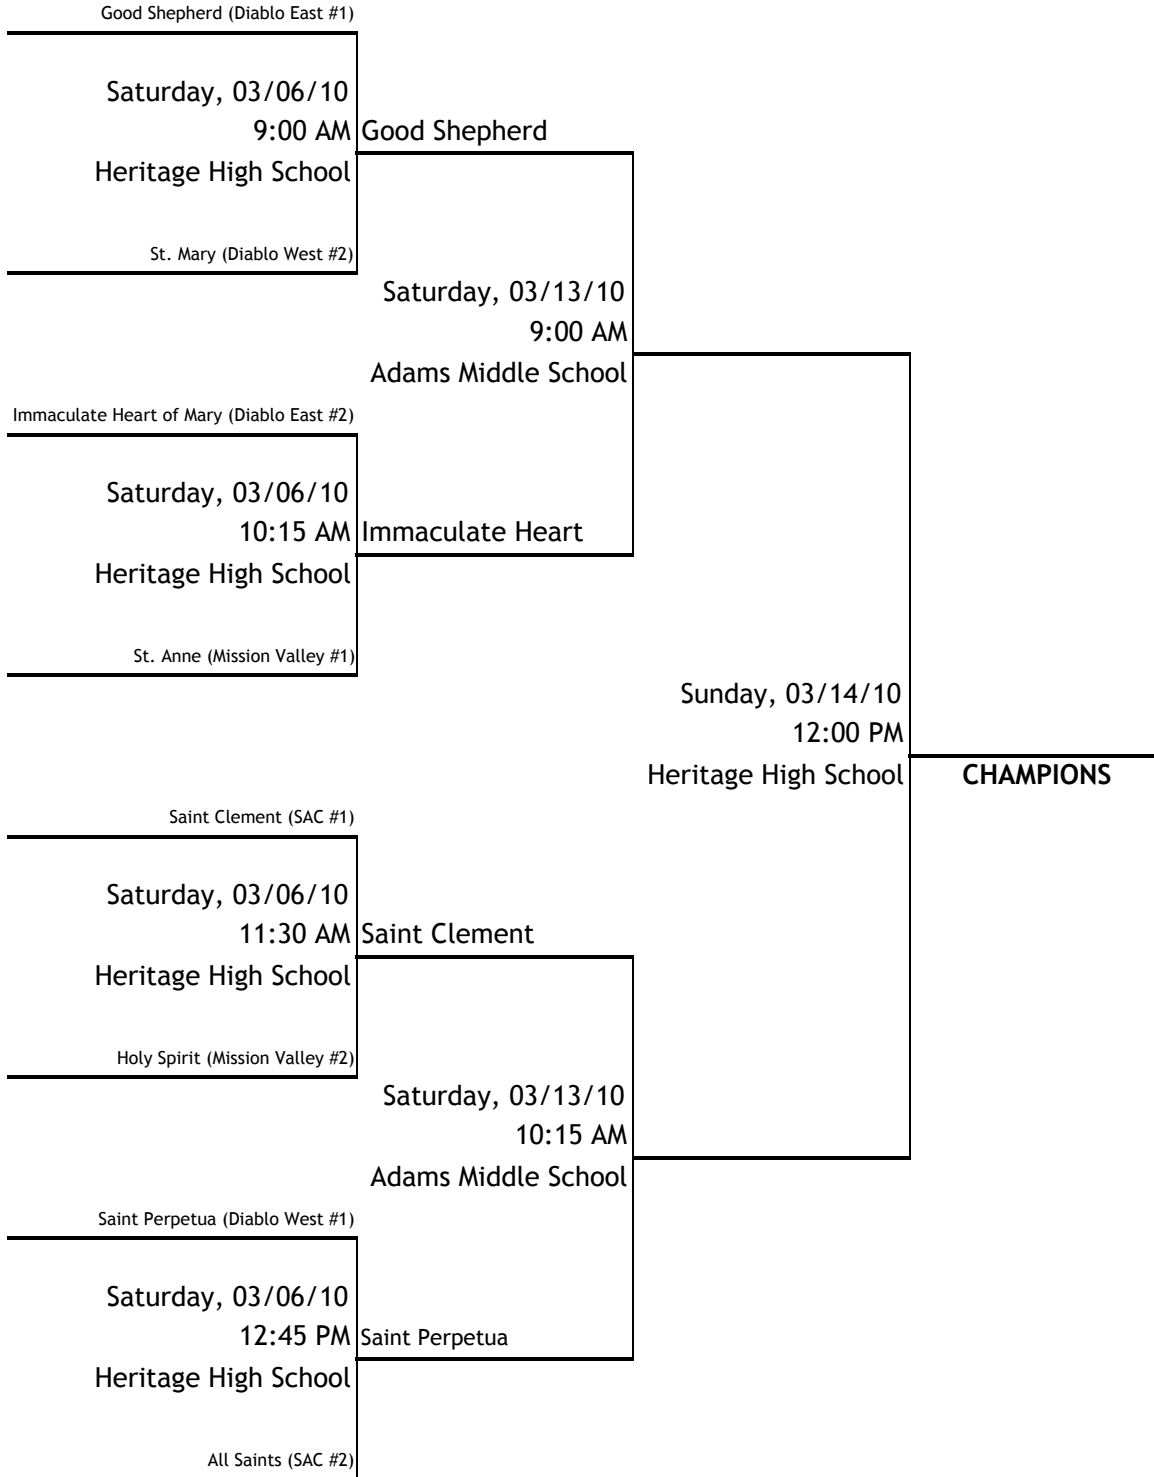 Good Shepherd (Diablo East #1)
Saturday, 03/06/10
9:00 AM
Good Shepherd
Heritage High School
St. Mary (Diablo West #2)
Saturday, 03/13/10
9:00 AM
Adams Middle School
Immaculate Heart of Mary (Diablo East #2)
Saturday, 03/06/10
10:15 AM
Immaculate Heart
Heritage High School
St. Anne (Mission Valley #1)
Sunday, 03/14/10
12:00 PM
Heritage High School
CHAMPIONS
Saint Clement (SAC #1)
Saturday, 03/06/10
11:30 AM
Saint Clement
Heritage High School
Holy Spirit (Mission Valley #2)
Saturday, 03/13/10
10:15 AM
Adams Middle School
Saint Perpetua (Diablo West #1)
Saturday, 03/06/10
12:45 PM
Saint Perpetua
Heritage High School
All Saints (SAC #2)